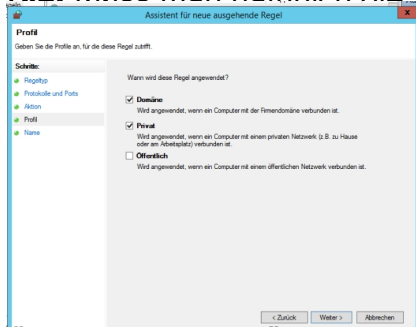 Assistent für neue ausgehende Regel
Profil
Geben Sie die Profile an, für die diese Regel zutrifft.
Schritte:
Regeltyp
Protokolle und Ports
Aktion
Profil
Name
Wann wird diese Regel angewendet?
Domäne
Wird angewendet, wenn ein Computer mit der Firmendomäne verbunden ist.
Privat
Wird angewendet, wenn ein Computer mit einem privaten Netzwerk (z.B. zu Hause
oder am Arbeitsplatz) verbunden ist.
Öffentlich
Wird angewendet, wenn ein Computer mit einem öffentlichen Netzwerk verbunden ist.
< Zurück
Weiter >
Abbrechen